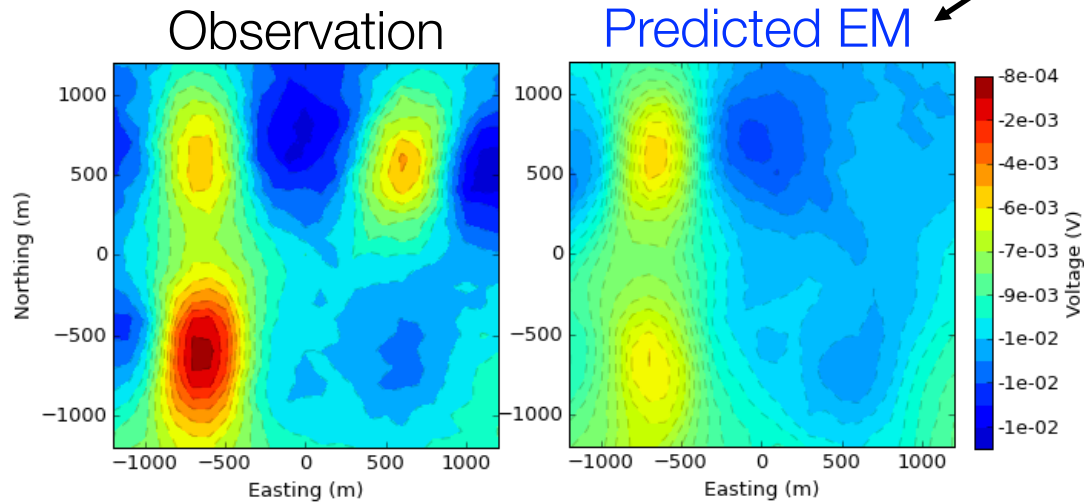 Observation
Predicted EM
Northing (m)
1000
500
0
−500
−1000
−1000 −500 0 500 1000
Easting (m)
1000
500
0
−500
−1000
−1000 −500 0 500 1000
Easting (m)
-8e-04
-2e-03
-4e-03
-6e-03
-7e-03
-9e-03
-1e-02
-1e-02
-1e-02
Voltage (V)